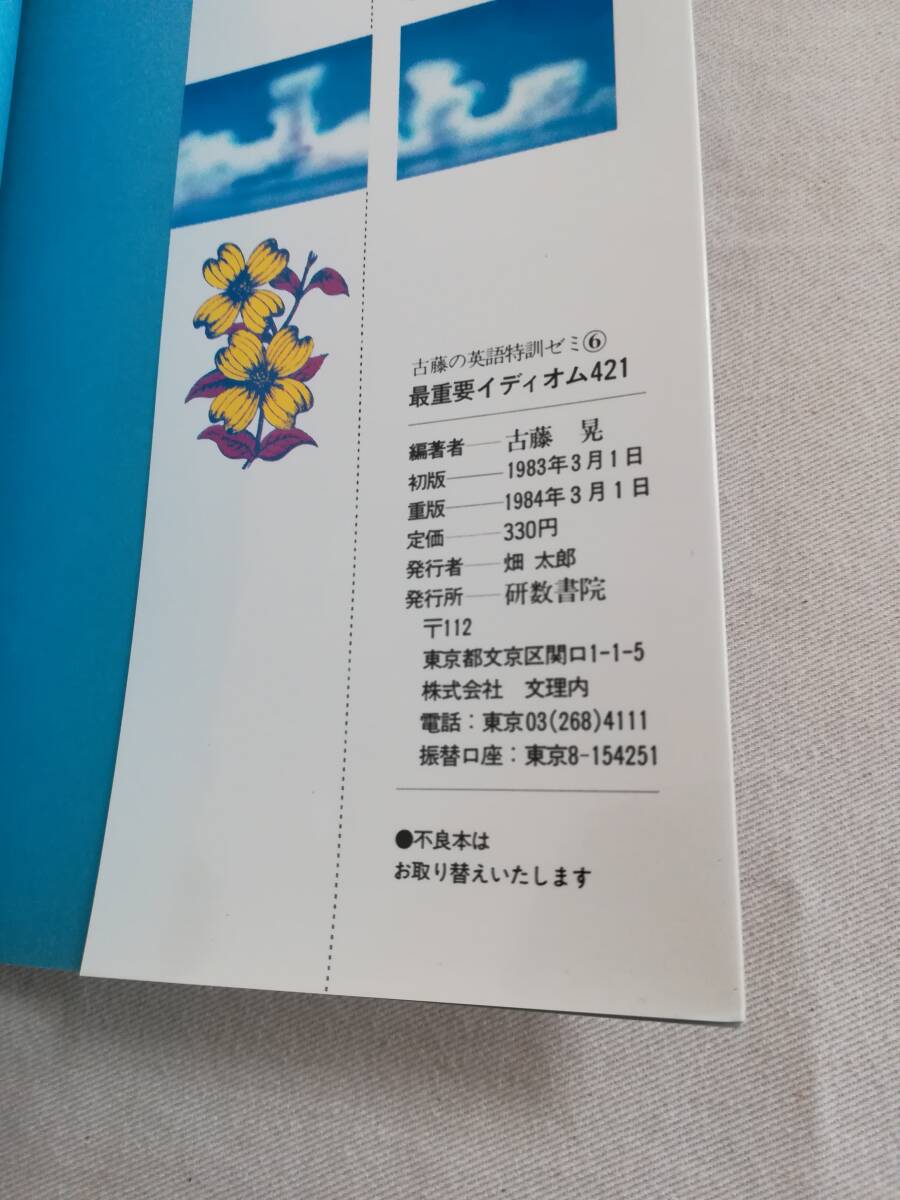 古藤の英語特訓ゼミ⑥
最重要イディオム421
編著者――古藤 晃
初版――1983年3月1日
重版――1984年3月1日
定価――330円
発行者――畑 太郎
発行所――研数書院
〒112
東京都文京区関口1-1-5
株式会社 文理内
電話:東京03(268)4111
振替口座:東京8-154251
●不良本は
お取り替えいたします